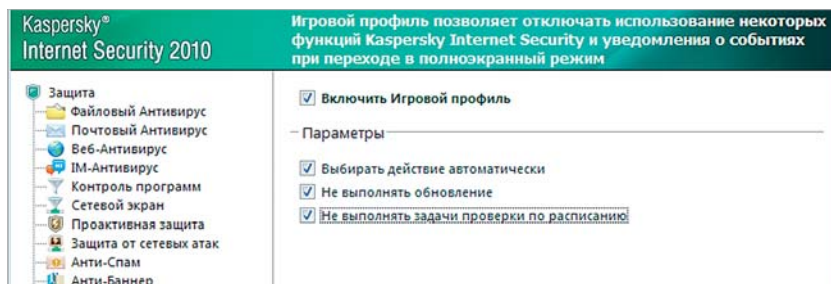 Kaspersky®
Internet Security 2010
Игровой профиль позволяет отключать использование некоторых
функций Kaspersky Internet Security и уведомления о событиях
при переходе в полноэкранный режим
Защита
Файловый Антивирус
Почтовый Антивирус
Веб-Антивирус
IM-Антивирус
Контроль программ
Сетевой экран
Проактивная защита
Защита от сетевых атак
Анти-Спам
Анти-Баннер
Включить Игровой профиль
Параметры
Выбирать действие автоматически
Не выполнять обновление
Не выполнять задачи проверки по расписанию